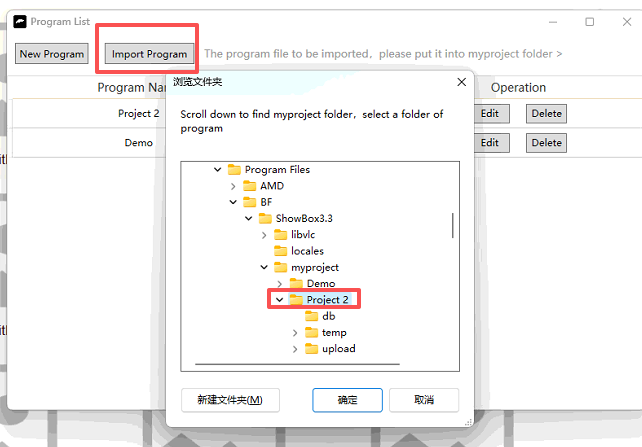 Program List
New Program Import Program The program file to be imported，please put it into myproject folder >
Program Nar Operation
Project 2 Edit Delete
Demo Edit Delete
浏览文件夹
Scroll down to find myproject folder，select a folder of
program
Program Files
AMD
BF
ShowBox3.3
libvlc
locales
myproject
Demo
Project 2
db
temp
upload
新建文件夹(M) 确定 取消